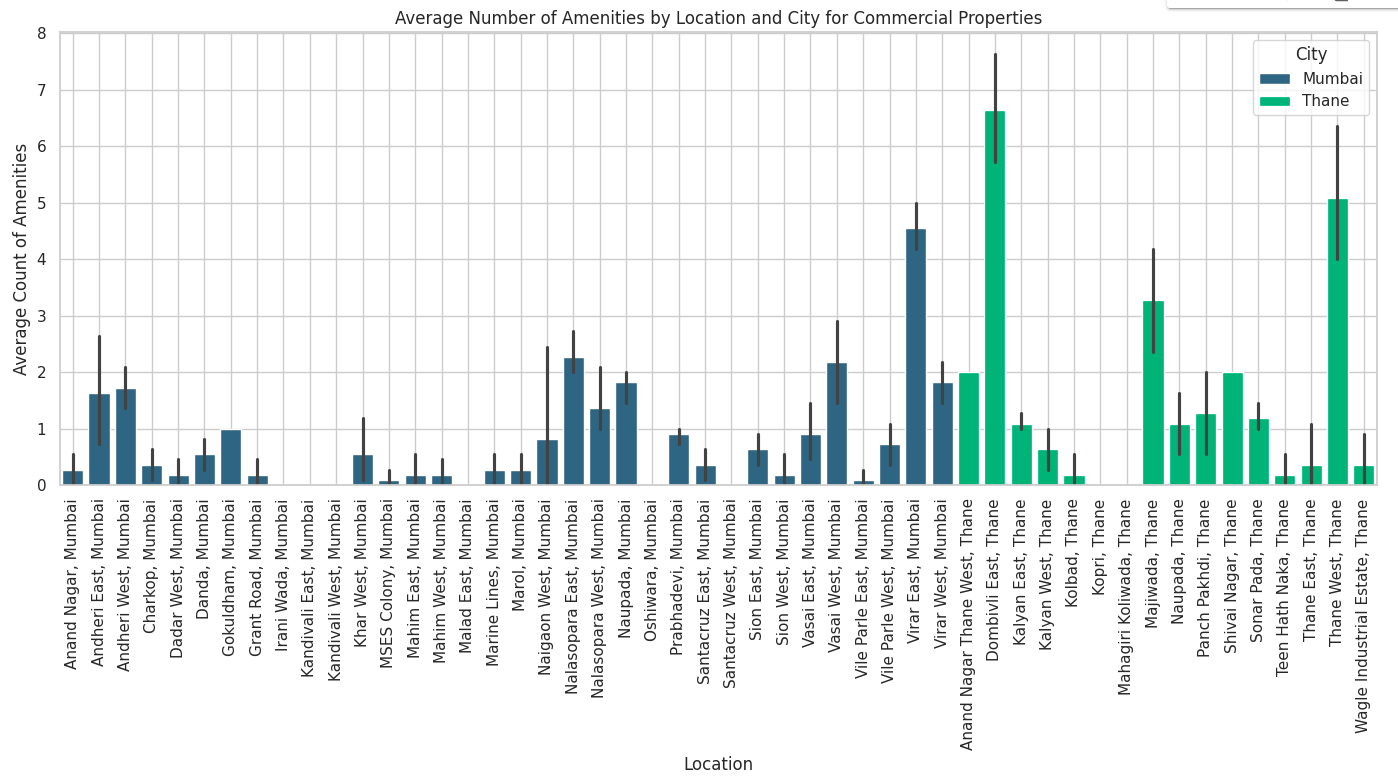 Average Number of Amenities by Location and City for Commercial Properties
City
Mumbai
Thane
Average Count of Amenities
8
7
6
5
4
3
2
1
0
Anand Nagar, Mumbai
Andheri East, Mumbai
Andheri West, Mumbai
Charkop, Mumbai
Dadar West, Mumbai
Danda, Mumbai
Gokuldham, Mumbai
Grant Road, Mumbai
Irani Wada, Mumbai
Kandivali East, Mumbai
Kandivali West, Mumbai
Khar West, Mumbai
MSES Colony, Mumbai
Mahim East, Mumbai
Mahim West, Mumbai
Malad East, Mumbai
Marine Lines, Mumbai
Marol, Mumbai
Naigaon West, Mumbai
Nalasopara East, Mumbai
Nalasopara West, Mumbai
Naupada, Mumbai
Oshiwara, Mumbai
Prabhadevi, Mumbai
Santacruz East, Mumbai
Santacruz West, Mumbai
Sion East, Mumbai
Sion West, Mumbai
Vasai East, Mumbai
Vasai West, Mumbai
Vile Parle East, Mumbai
Vile Parle West, Mumbai
Virar East, Mumbai
Virar West, Mumbai
Anand Nagar Thane West, Thane
Dombivli East, Thane
Kalyan East, Thane
Kalyan West, Thane
Kolbad, Thane
Kopri, Thane
Mahagiri Koliwada, Thane
Majiwada, Thane
Naupada, Thane
Panch Pakhdi, Thane
Shivai Nagar, Thane
Sonar Pada, Thane
Teen Hath Naka, Thane
Thane East, Thane
Thane West, Thane
Wagle Industrial Estate, Thane
Location